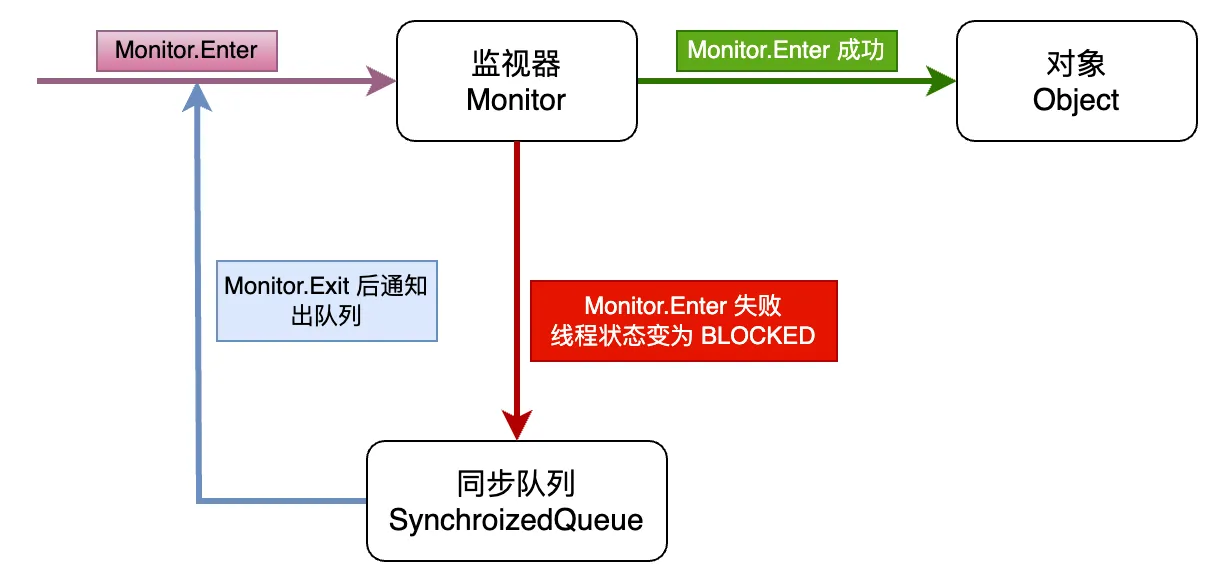 Monitor.Enter
监视器
Monitor
Monitor.Enter 成功
对象
Object
Monitor.Exit 后通知
出队列
Monitor.Enter 失败
线程状态变为 BLOCKED
同步队列
SynchroizedQueue